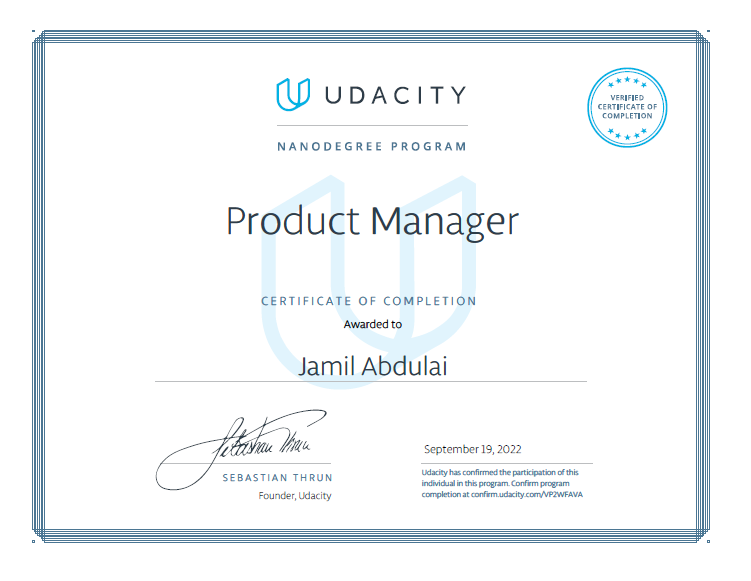 UDACITY
VERIFIED
CERTIFICATE OF
COMPLETION
NANODEGREE PROGRAM
Product Manager
CERTIFICATE OF COMPLETION
Awarded to
Jamil Abdulai
Sebastian Thrun
SEBASTIAN THRUN
Founder, Udacity
September 19, 2022
Udacity has confirmed the participation of this
individual in this program. Confirm program
completion at confirm.udacity.com/VP2WFAVA